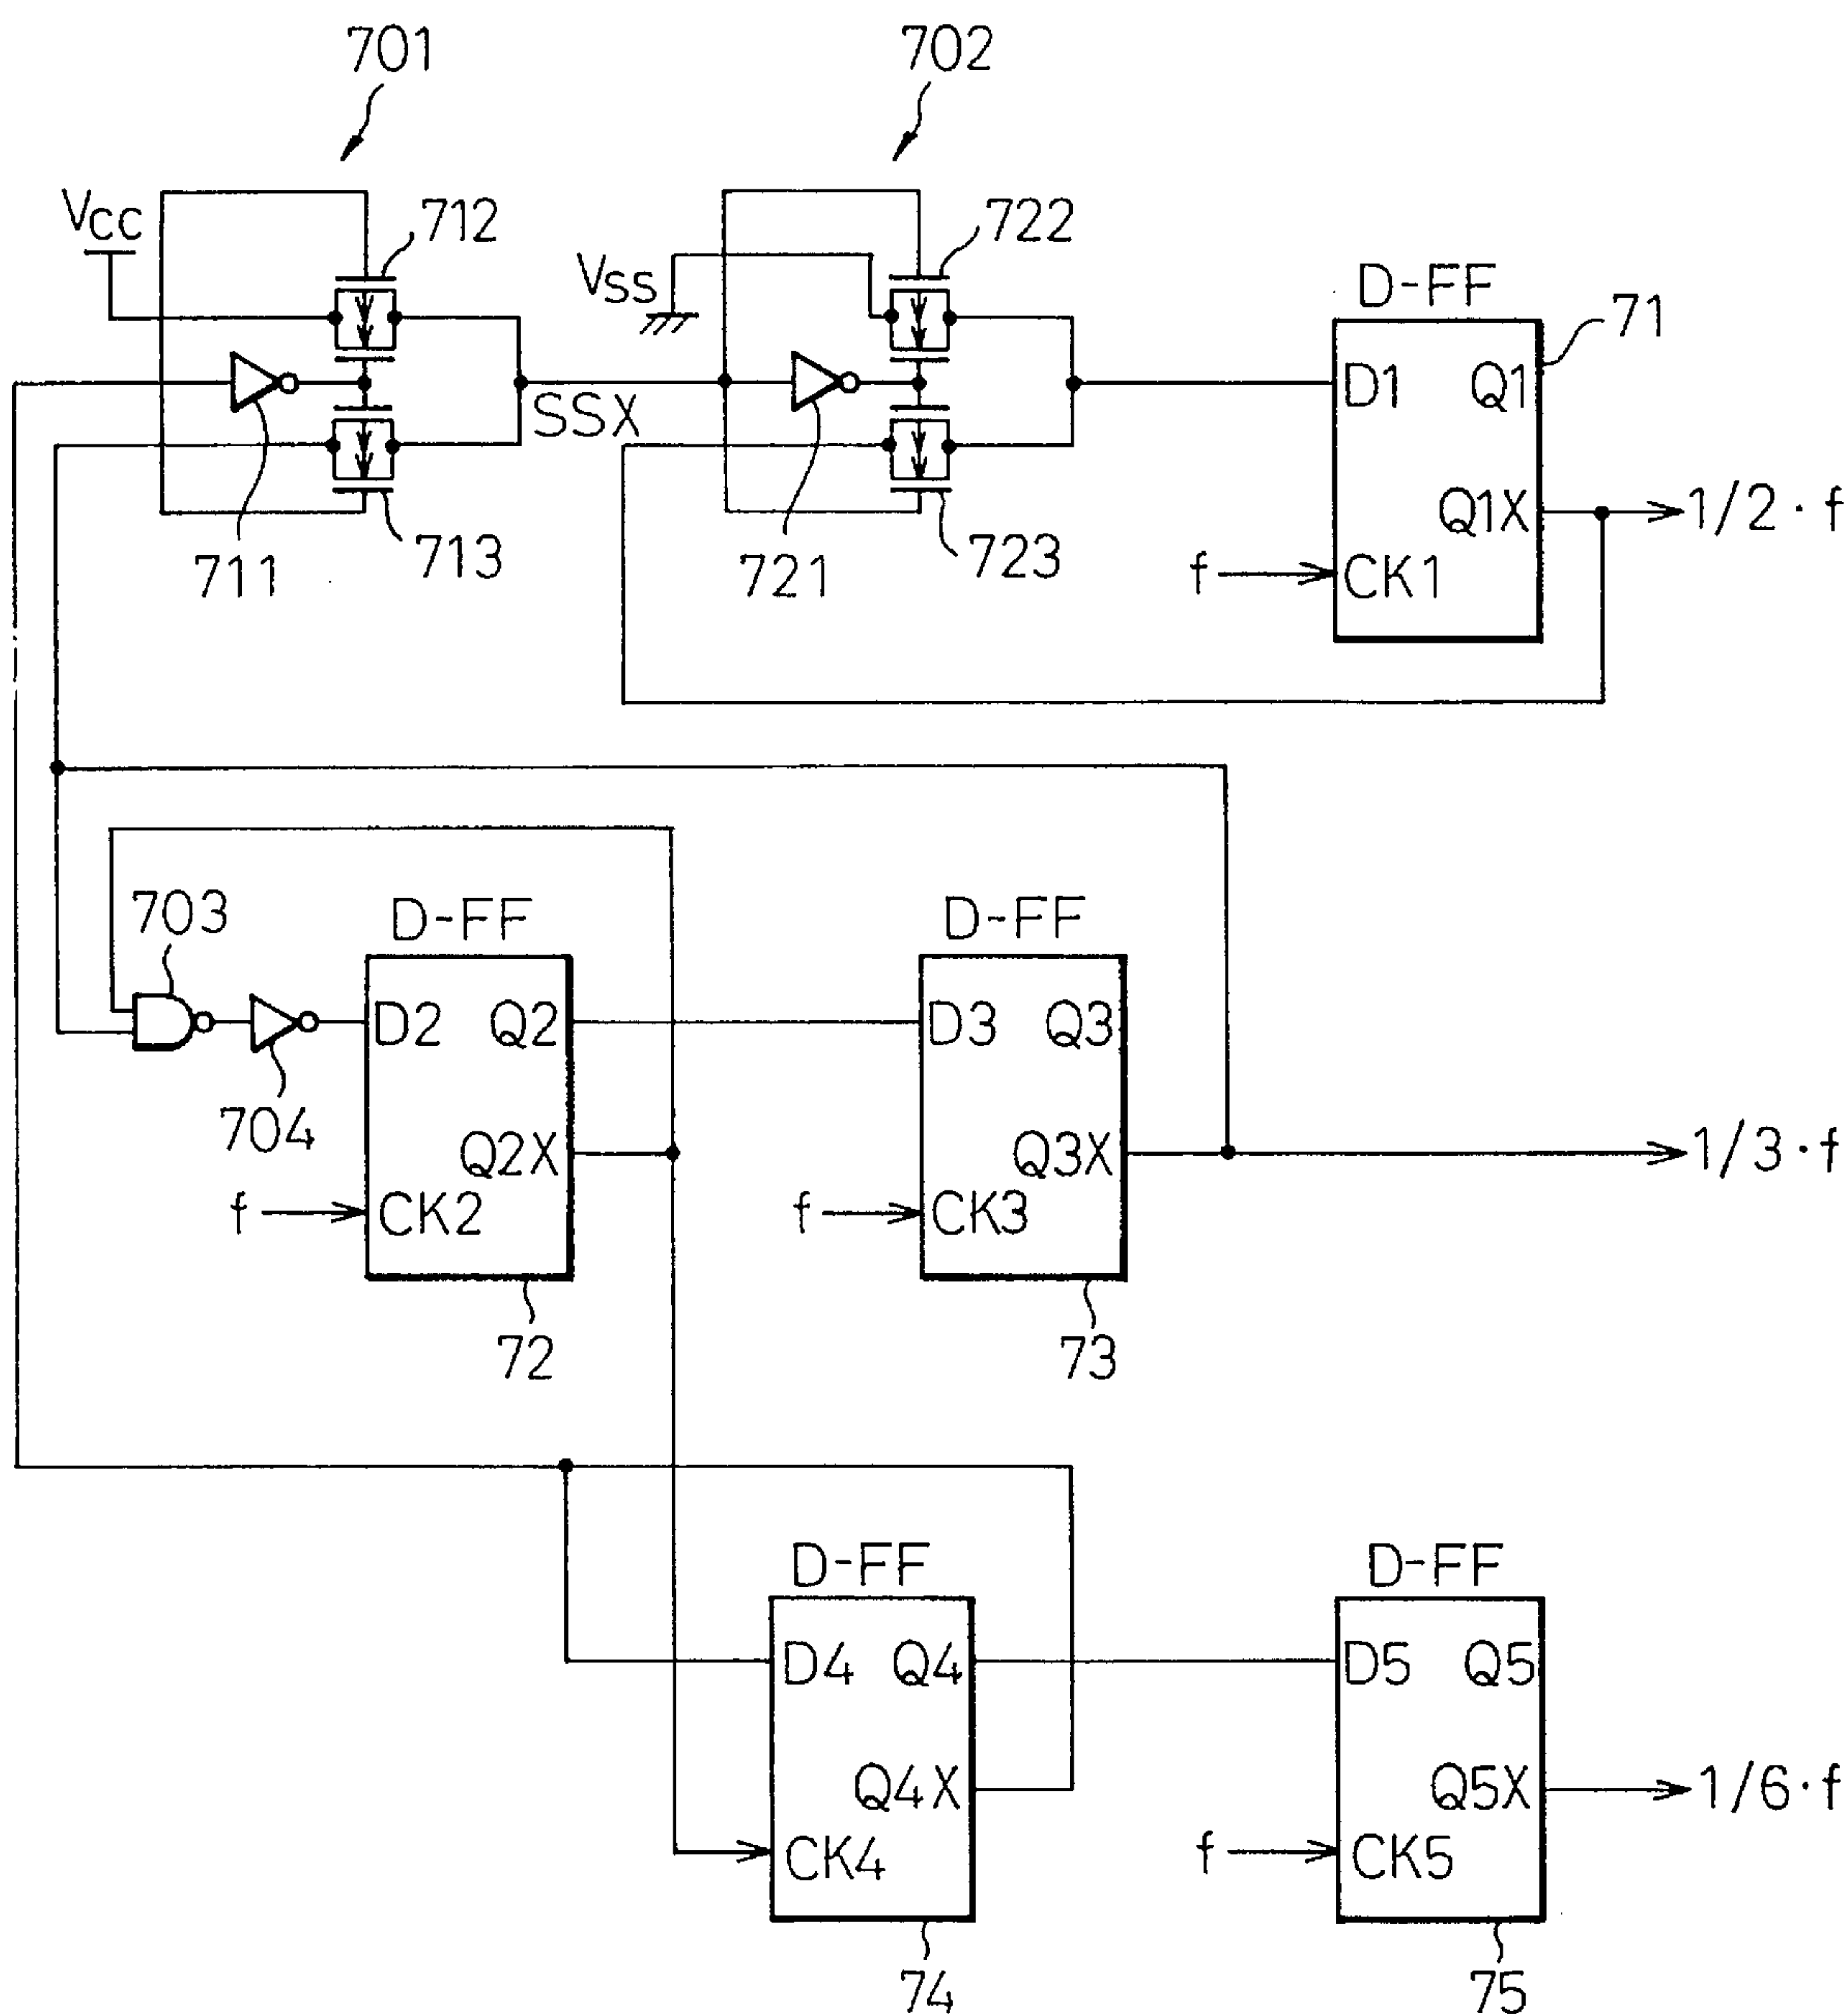 701
702
VCC
712
VSS
722
D-FF
71
D1 Q1
SSX
Q1X
1/2·f
711
713
721
723
f
CK1
703
D-FF
D-FF
D2 Q2
D3 Q3
704
Q2X
Q3X
1/3·f
f
CK2
f
CK3
72
73
D-FF
D-FF
D4 Q4
D5 Q5
Q4X
Q5X
1/6·f
CK4
f
CK5
74
75